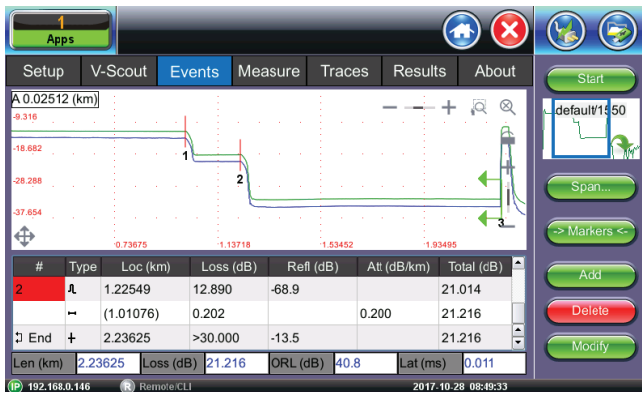 1
Apps
Setup V-Scout Events Measure Traces Results About
Start
A 0.02512 (km)
default/1550
-9.316
-18.682
1
2
-28.288
Span...
-37.654
3
-> Markers <-
0.73675 1.13718 1.53452 1.93495
# Type Loc (km) Loss (dB) Refl (dB) Att (dB/km) Total (dB)
Add
2 1.22549 12.890 -68.9 21.014
(1.01076) 0.202 0.200 21.216
Delete
End 2.23625 >30.000 -13.5 21.216
Modify
Len (km) 2.23625 Loss (dB) 21.216 ORL (dB) 40.8 Lat (ms) 0.011
IP 192.168.0.146 R Remote/CLI 2017-10-28 08:49:33